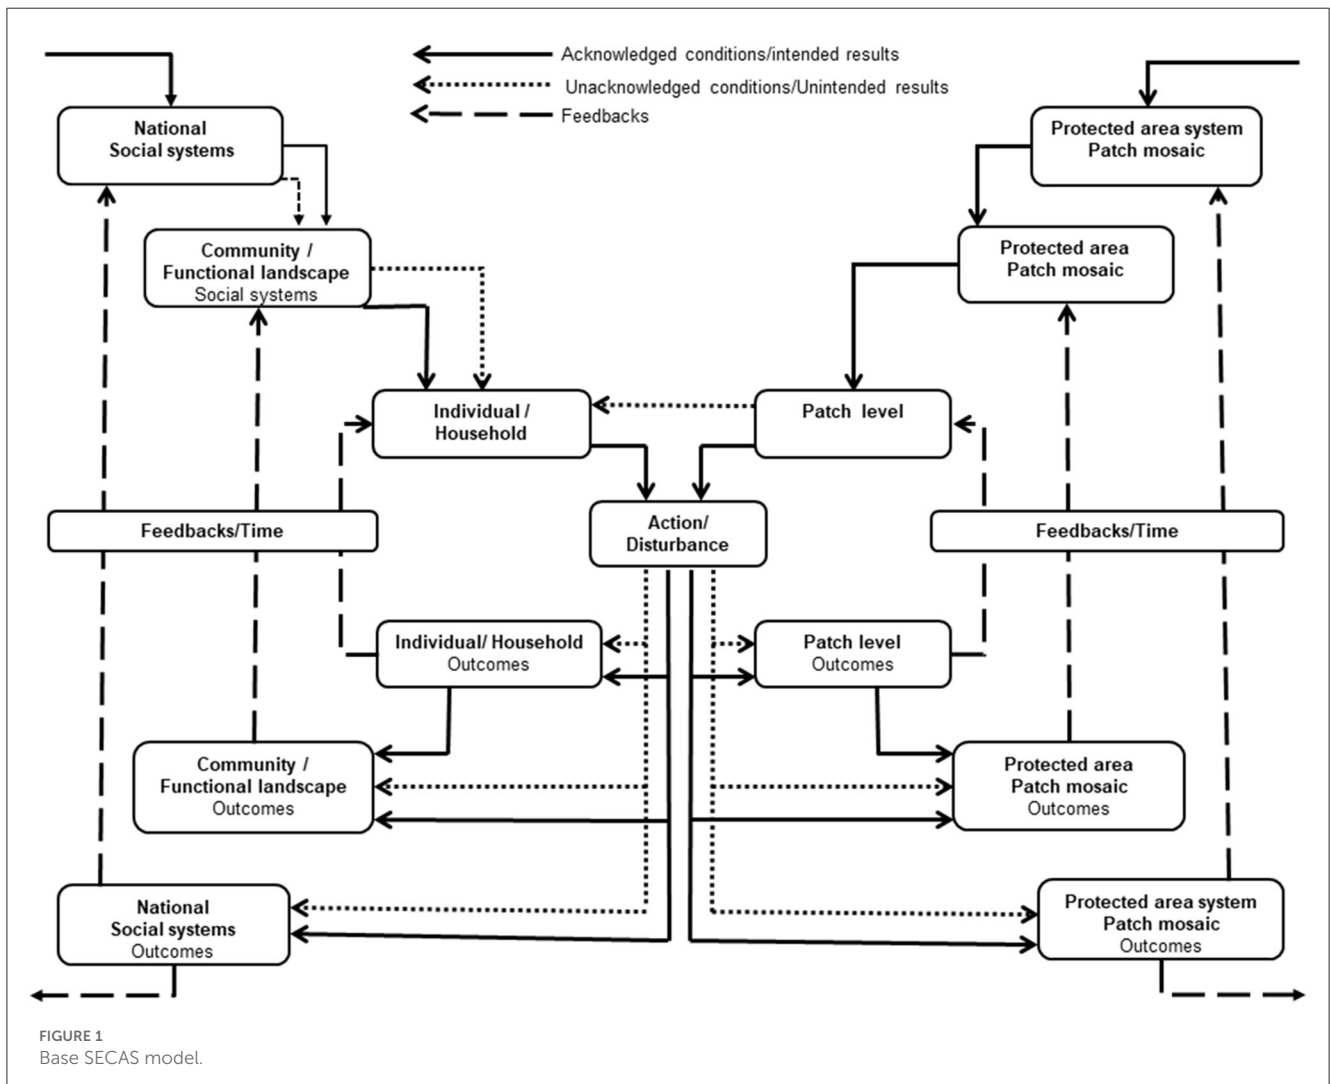 Acknowledged conditions/intended results
Unacknowledged conditions/Unintended results
Feedbacks
National
Social systems
Protected area system
Patch mosaic
Community /
Functional landscape
Social systems
Protected area
Patch mosaic
Individual /
Household
Patch level
Action/
Disturbance
Feedbacks/Time
Feedbacks/Time
Individual/ Household
Outcomes
Patch level
Outcomes
Community /
Functional landscape
Outcomes
Protected area
Patch mosaic
Outcomes
National
Social systems
Outcomes
Protected area system
Patch mosaic
Outcomes
FIGURE 1
Base SECAS model.